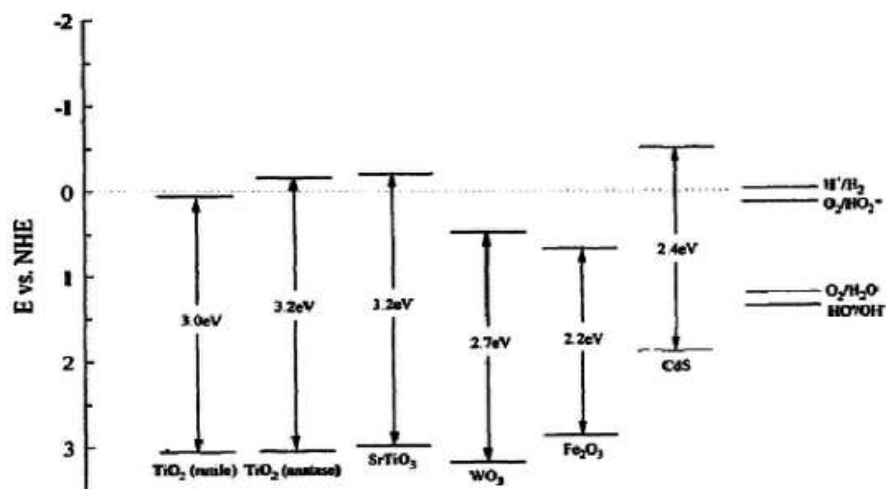 -2
-1
0
1
2
3
E vs. NHE
3.0eV
3.2eV
3.2eV
2.7eV
2.2eV
2.4eV
TiO2 (rutile)
TiO2 (anatase)
SrTiO3
WO3
Fe2O3
CdS
H+/H2
O2/HO2•
O2/H2O
HO•/OH-